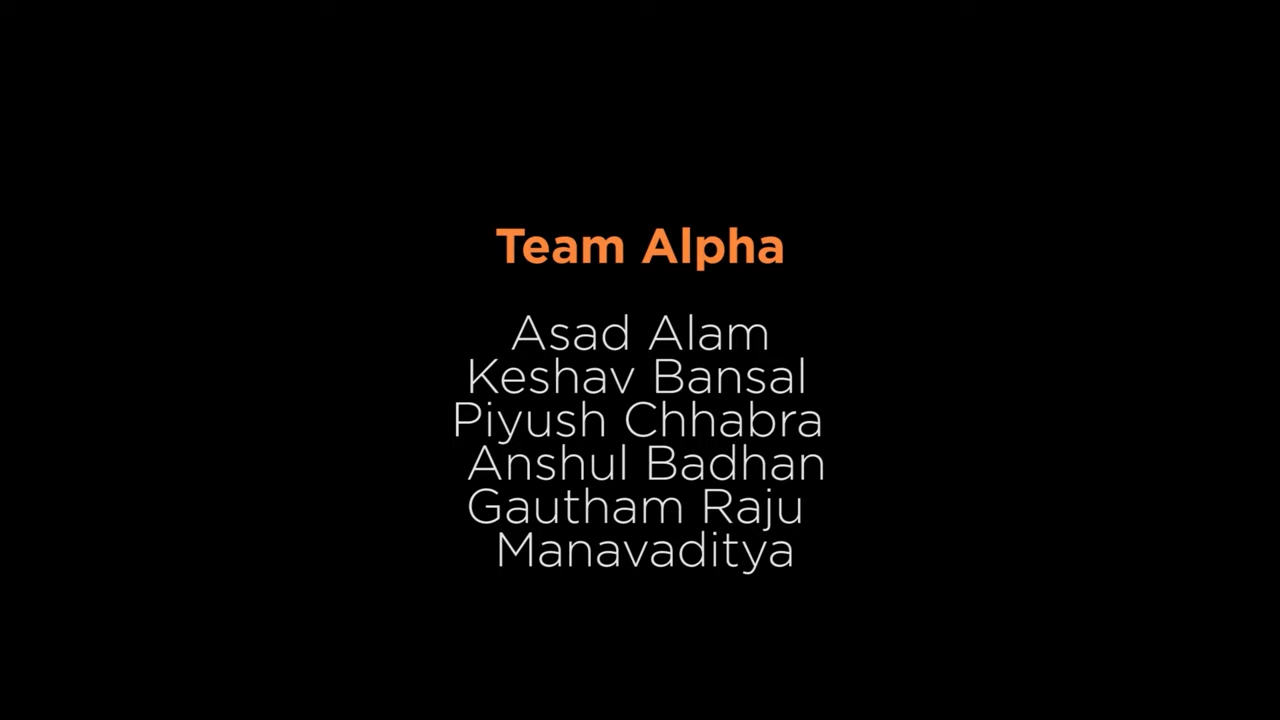 Team Alpha
Asad Alam
Keshav Bansal
Piyush Chhabra
Anshul Badhan
Gautham Raju
Manavaditya